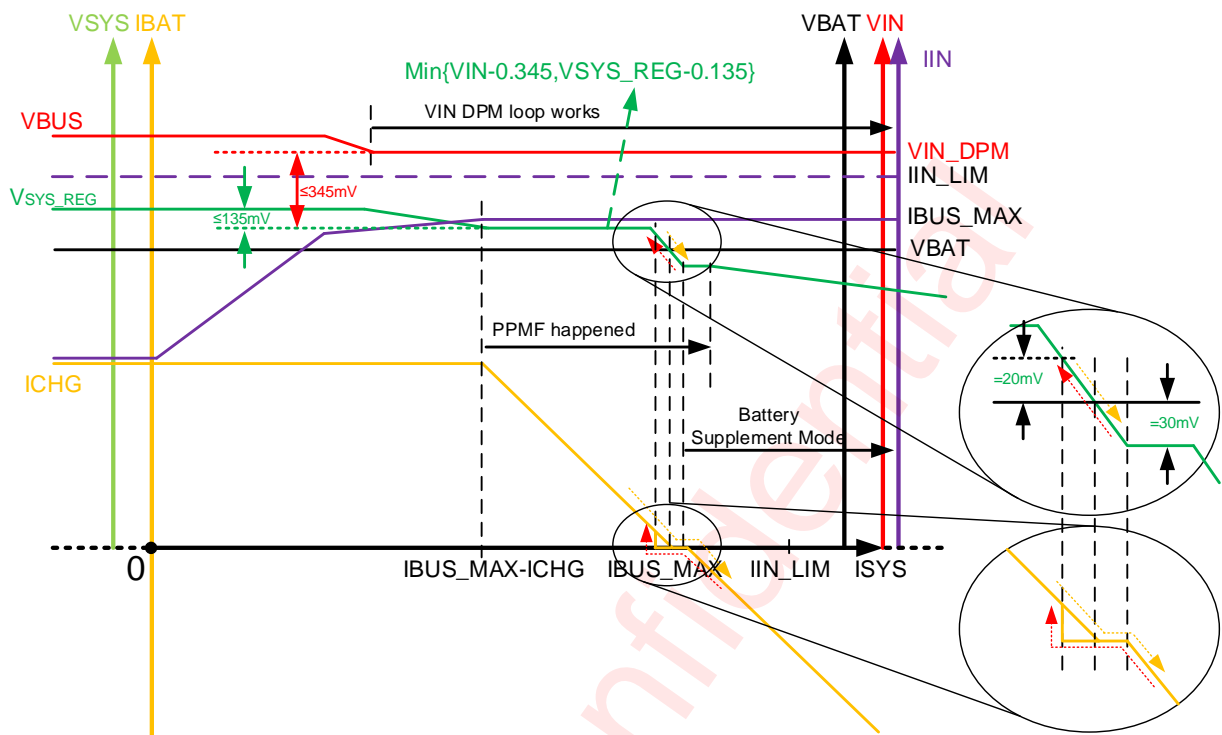 VSYS IBAT
VBAT VIN
IIN
Min{VIN-0.345,VSYS_REG-0.135}
VIN DPM loop works
VBUS
VIN_DPM
IIN_LIM
≤345mV
VSYS_REG
≤135mV
IBUS_MAX
VBAT
PPMF happened
ICHG
=20mV
=30mV
Battery
Supplement Mode
0
IBUS_MAX-ICHG
IBUS_MAX
IIN_LIM
ISYS
nfidential